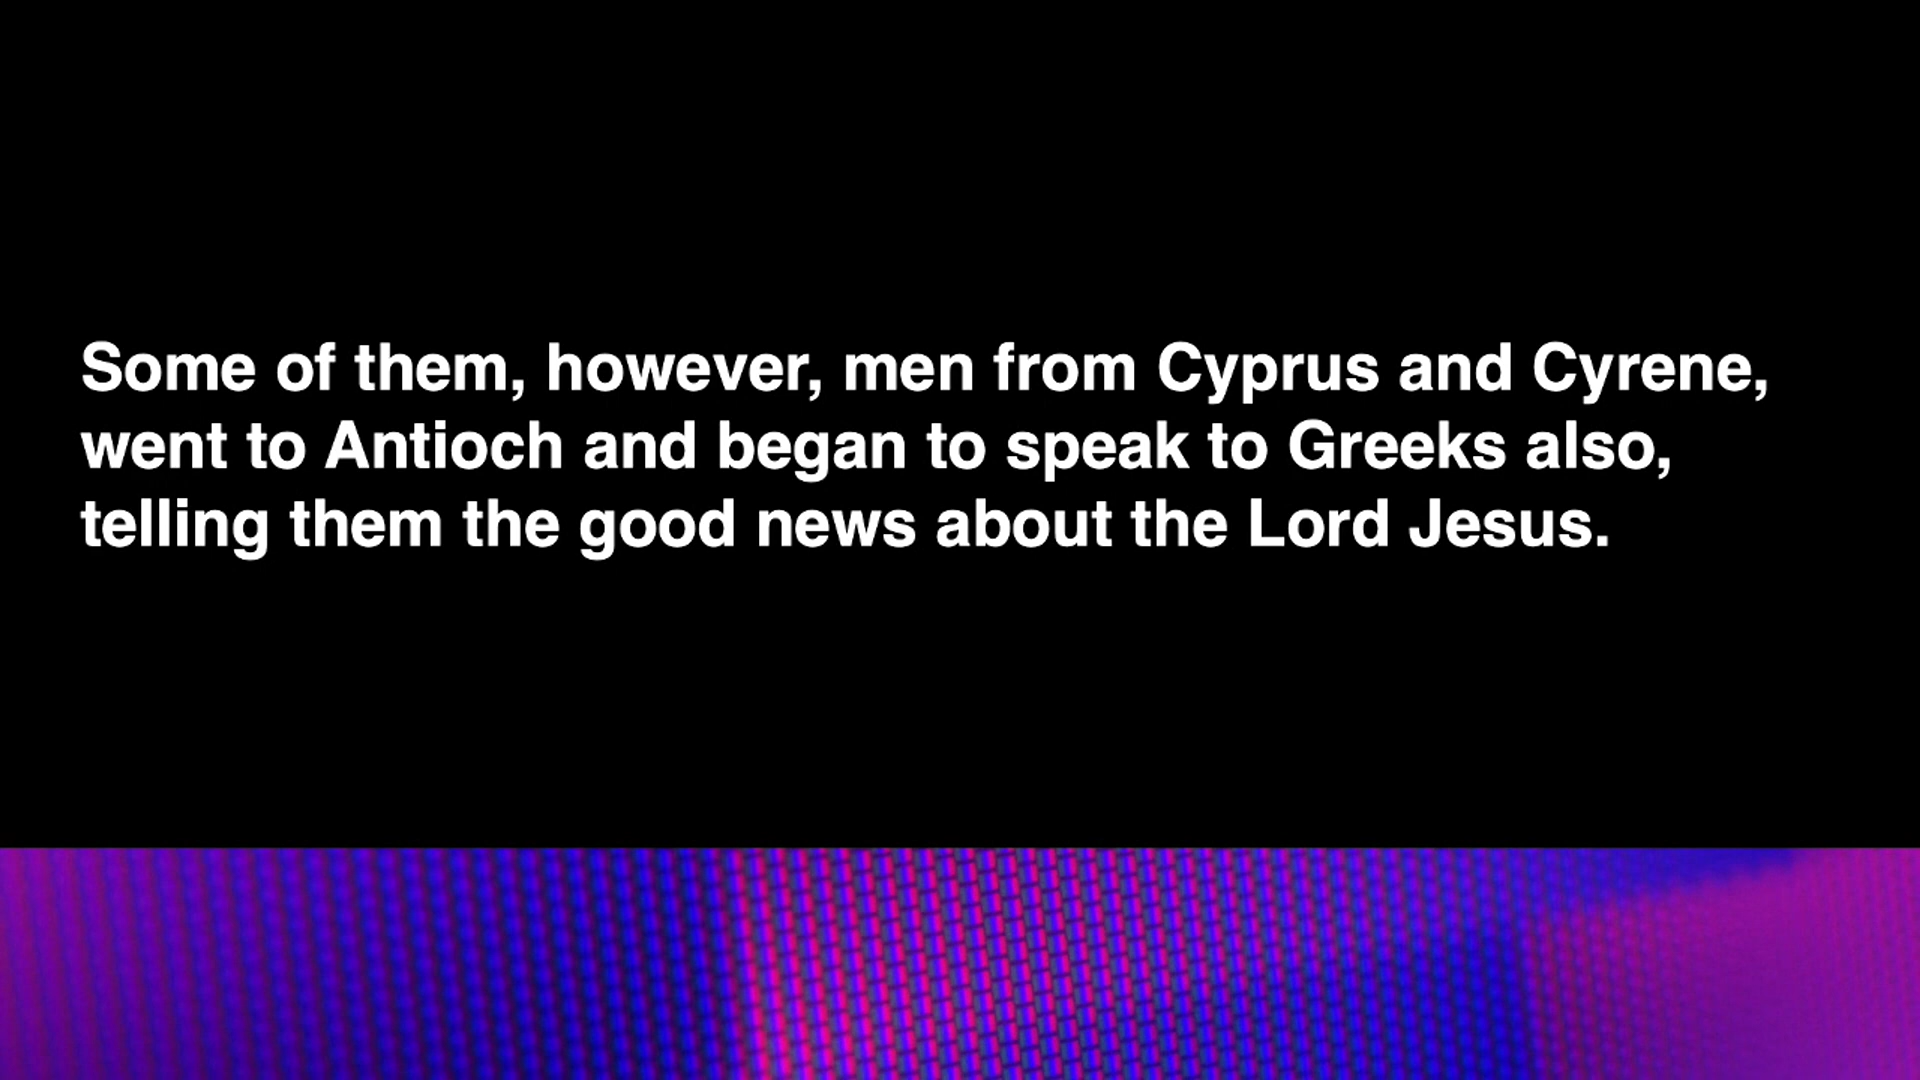 Some of them, however, men from Cyprus and Cyrene,
went to Antioch and began to speak to Greeks also,
telling them the good news about the Lord Jesus.